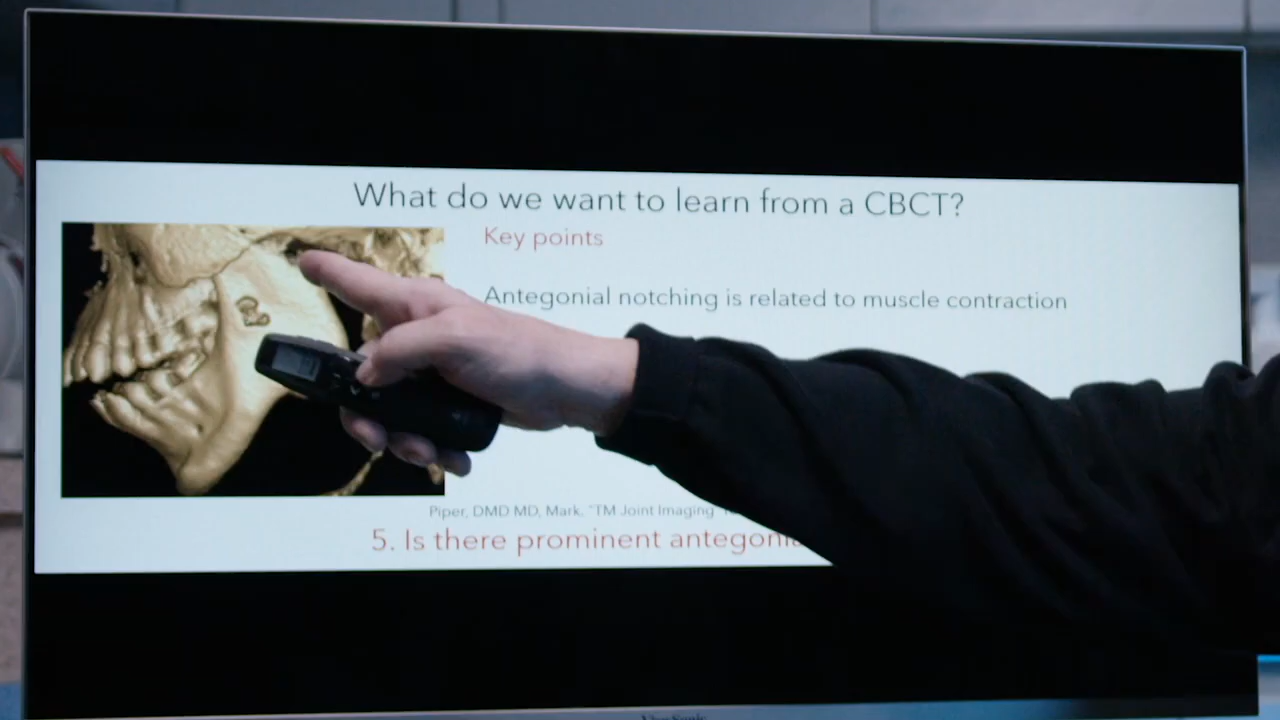 What do we want to learn from a CBCT?
Key points
Antegonial notching is related to muscle contraction
Piper, DMD MD, Mark. "TM Joint Imaging
5. Is there prominent
ViewSonic